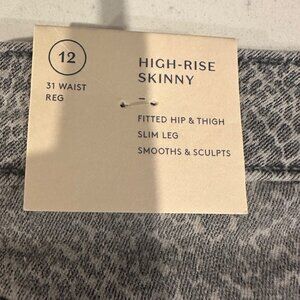 12
31 WAIST
REG
HIGH-RISE
SKINNY
FITTED HIP & THIGH
SLIM LEG
SMOOTHS & SCULPTS